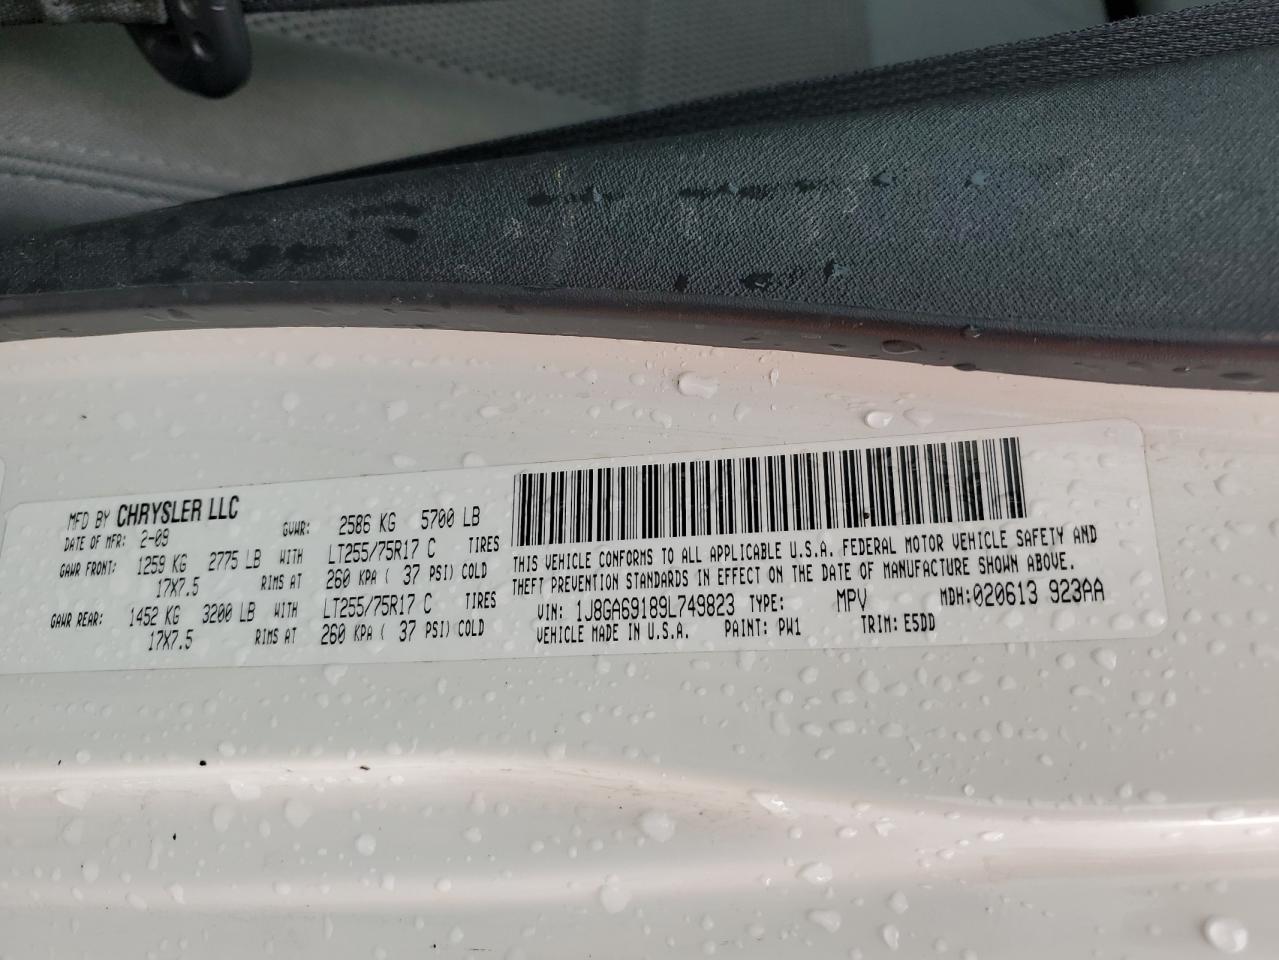 MFD BY CHRYSLER LLC
DATE OF MFR: 2-09 GVWR: 2586 KG 5700 LB
GAWR FRONT: 1259 KG 2775 LB WITH LT255/75R17 C TIRES
17X7.5 RIMS AT 260 KPA ( 37 PSI) COLD
GAWR REAR: 1452 KG 3200 LB WITH LT255/75R17 C TIRES
17X7.5 RIMS AT 260 KPA ( 37 PSI) COLD
THIS VEHICLE CONFORMS TO ALL APPLICABLE U.S.A. FEDERAL MOTOR VEHICLE SAFETY AND
THEFT PREVENTION STANDARDS IN EFFECT ON THE DATE OF MANUFACTURE SHOWN ABOVE.
VIN: 1J8GA69189L749823 TYPE: MPV MDH: 020613 923AA
VEHICLE MADE IN U.S.A. PAINT: PW1 TRIM: E5DD